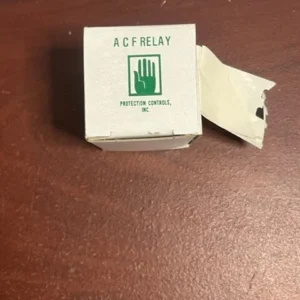 A C F RELAY
PROTECTION CONTROLS,
INC.